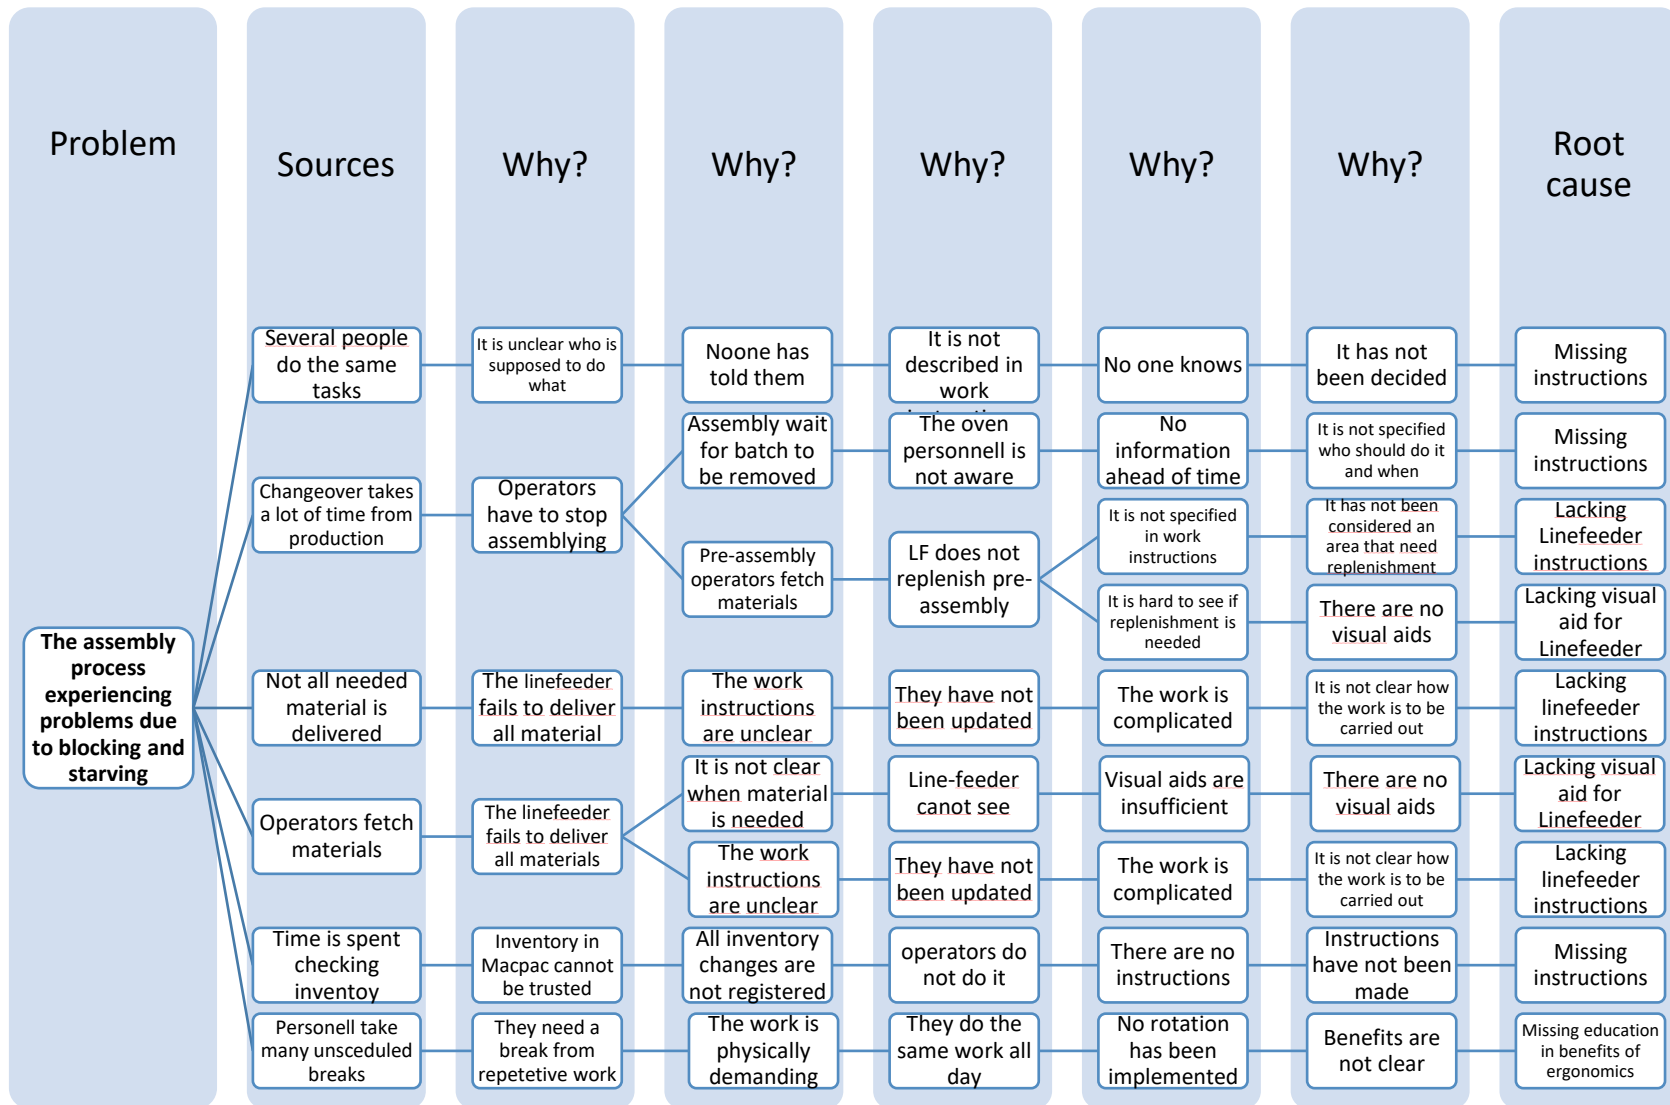 Problem
Sources
Why?
Why?
Why?
Why?
Why?
Root
cause
The assembly
process
experiencing
problems due
to blocking and
starving
Several people
do the same
tasks
It is unclear who is
supposed to do
what
Noone has
told them
It is not
described in
work
No one knows
It has not
been decided
Missing
instructions
Changeover takes
a lot of time from
production
Operators
have to stop
assemblying
Assembly wait
for batch to
be removed
The oven
personnell is
not aware
No
information
ahead of time
It is not specified
who should do it
and when
Missing
instructions
Pre-assembly
operators fetch
materials
LF does not
replenish pre-
assembly
It is not specified
in work
instructions
It has not been
considered an
area that need
replenishment
Lacking
Linefeeder
instructions
It is hard to see if
replenishment is
needed
There are no
visual aids
Lacking visual
aid for
Linefeeder
Not all needed
material is
delivered
The linefeeder
fails to deliver
all material
The work
instructions
are unclear
They have not
been updated
The work is
complicated
It is not clear how
the work is to be
carried out
Lacking
linefeeder
instructions
Operators fetch
materials
The linefeeder
fails to deliver
all materials
It is not clear
when material
is needed
Line-feeder
canot see
Visual aids are
insufficient
There are no
visual aids
Lacking visual
aid for
Linefeeder
The work
instructions
are unclear
They have not
been updated
The work is
complicated
It is not clear how
the work is to be
carried out
Lacking
linefeeder
instructions
Time is spent
checking
inventoy
Inventory in
Macpac cannot
be trusted
All inventory
changes are
not registered
operators do
not do it
There are no
instructions
Instructions
have not been
made
Missing
instructions
Personell take
many unsceduled
breaks
They need a
break from
repetetive work
The work is
physically
demanding
They do the
same work all
day
No rotation
has been
implemented
Benefits are
not clear
Missing education
in benefits of
ergonomics